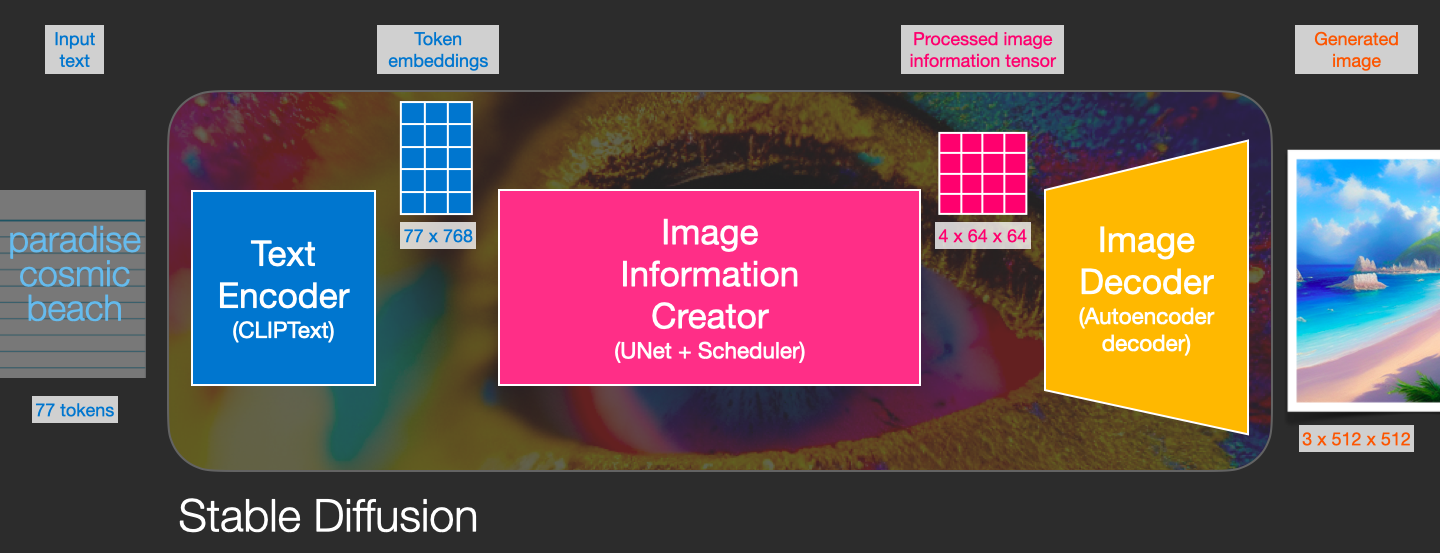 Input
text
Token
embeddings
Processed image
information tensor
Generated
image
paradise
cosmic
beach
77 tokens
Text
Encoder
(CLIPText)
77 x 768
Image
Information
Creator
(UNet + Scheduler)
4 x 64 x 64
Image
Decoder
(Autoencoder
decoder)
3 x 512 x 512
Stable Diffusion